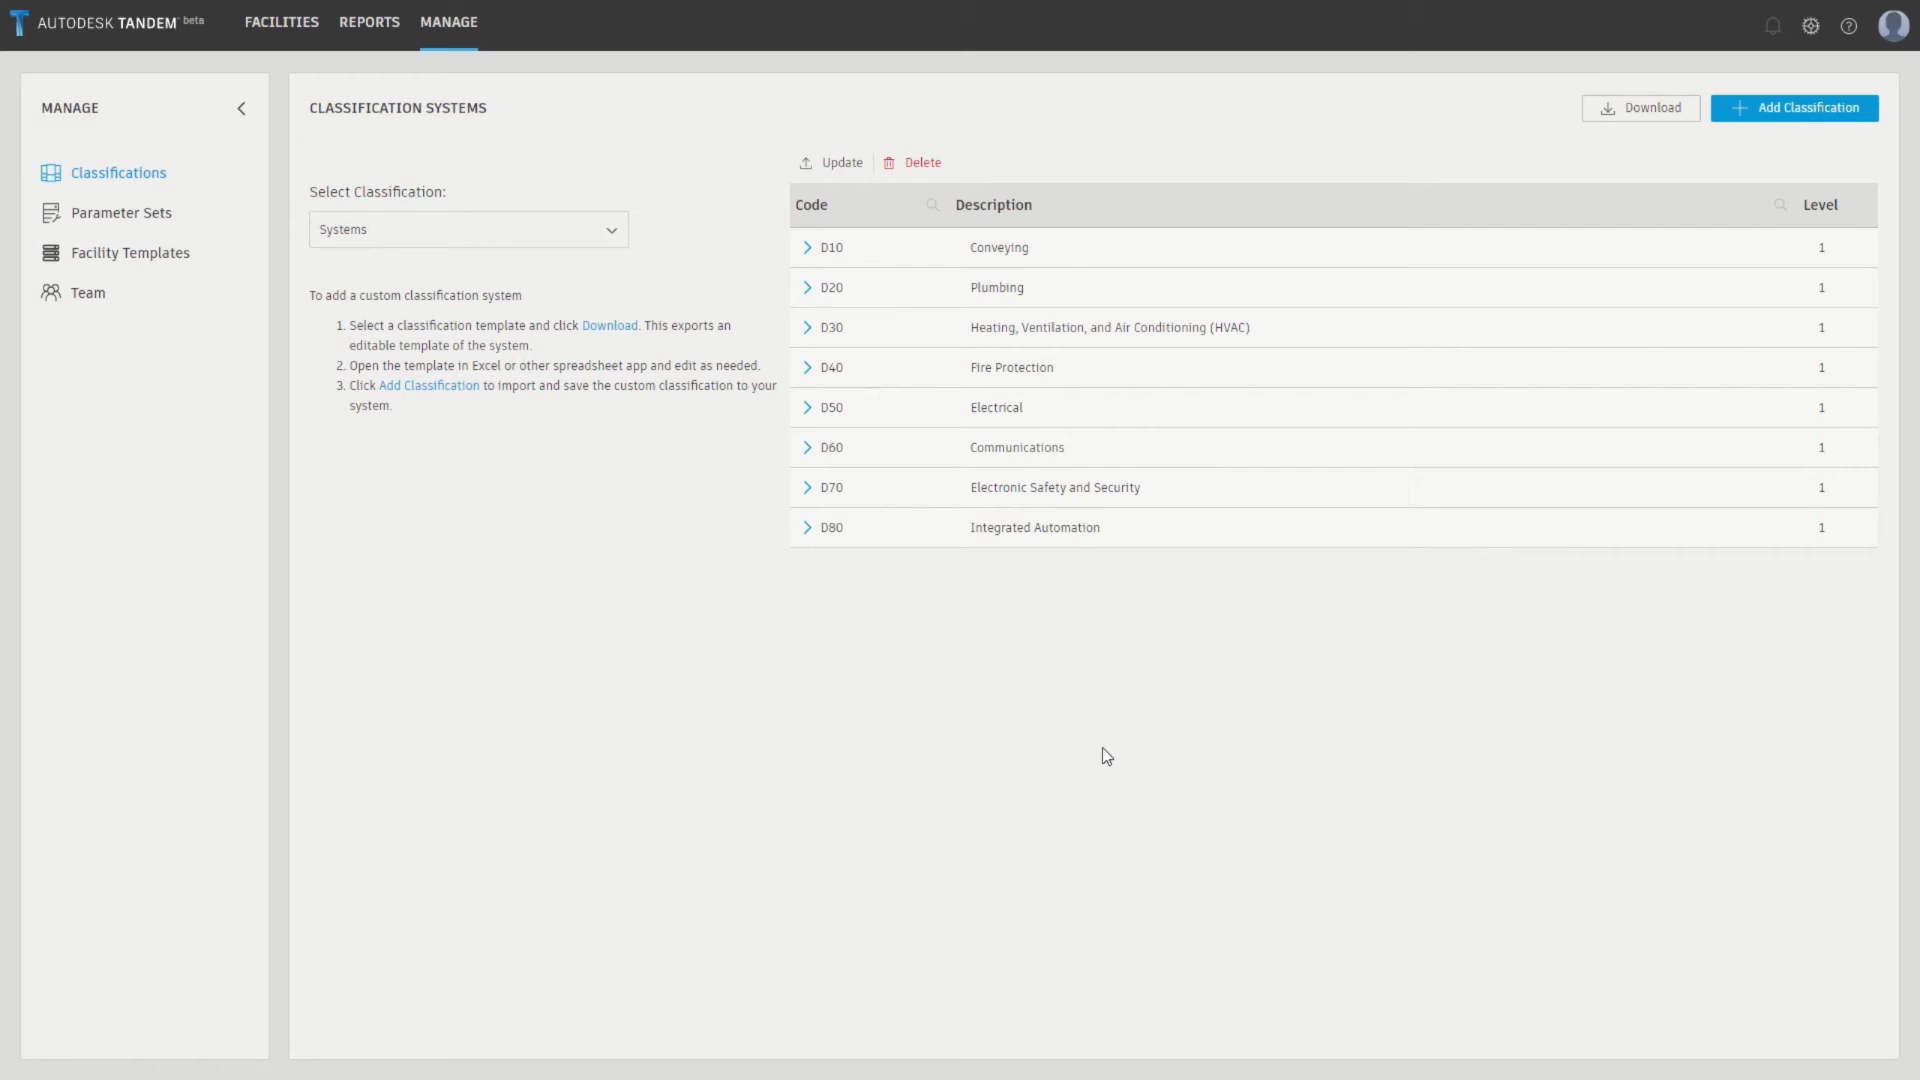 AUTODESK TANDEM beta
FACILITIES
REPORTS
MANAGE
MANAGE
Classifications
Parameter Sets
Facility Templates
Team
CLASSIFICATION SYSTEMS
Download
Add Classification
Select Classification:
Systems
To add a custom classification system
1. Select a classification template and click Download. This exports an
editable template of the system.
2. Open the template in Excel or other spreadsheet app and edit as needed.
3. Click Add Classification to import and save the custom classification to your
system.
Update
Delete
Code Description Level
D10 Conveying 1
D20 Plumbing 1
D30 Heating, Ventilation, and Air Conditioning (HVAC) 1
D40 Fire Protection 1
D50 Electrical 1
D60 Communications 1
D70 Electronic Safety and Security 1
D80 Integrated Automation 1